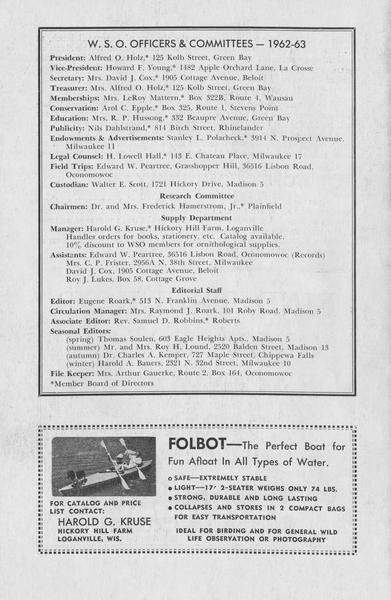 W. S. O. OFFICERS & COMMITTEES — 1962-63
President: Alfred O. Holz,* 125 Kolb Street, Green Bay
Vice-President: Howard F. Young,* 1482 Apple Orchard Lane, La Crosse
Secretary: Mrs. David J. Cox,* 1905 Cottage Avenue, Beloit
Treasurer: Mrs. Alfred O. Holz,* 125 Kolb Street, Green Bay
Memberships: Mrs. LeRoy Mattern,* Box 322B, Route 4, Wausau
Conservation: Arol C. Epple,* Box 325, Route 1, Stevens Point
Education: Mrs. R. P. Hussong,* 332 Beaupre Avenue, Green Bay
Publicity: Nils Dahlstrand,* 814 Birch Street, Rhinelander
Endowments & Advertisements: Stanley L. Polacheck,* 3914 N. Prospect Avenue,
Milwaukee 11
Legal Counsel: H. Lowell Hall,* 143 E. Chateau Place, Milwaukee 17
Field Trips: Edward W. Peartree, Grasshopper Hill, 36516 Lisbon Road,
Oconomowoc
Custodian: Walter E. Scott, 1721 Hickory Drive, Madison 5
Research Committee
Chairmen: Dr. and Mrs. Frederick Hamerstrom, Jr.,* Plainfield
Supply Department
Manager: Harold G. Kruse,* Hickory Hill Farm, Loganville
Handler orders for books, stationery, etc. Catalog available.
10% discount to WSO members for ornithological supplies.
Assistants: Edward W. Peartree, 36516 Lisbon Road, Oconomowoc (Records)
Mrs. C. P. Frister, 2956A N. 38th Street, Milwaukee
David J. Cox, 1905 Cottage Avenue, Beloit
Roy J. Lukes, Box 58, Cottage Grove
Editorial Staff
Editor: Eugene Roark,* 513 N. Franklin Avenue, Madison 5
Circulation Manager: Mrs. Raymond J. Roark, 101 Roby Road, Madison 5
Associate Editor: Rev. Samuel D. Robbins,* Roberts
Seasonal Editors:
(spring) Thomas Soulen, 603 Eagle Heights Apts., Madison 5
(summer) Mr. and Mrs. Roy H. Lound, 2520 Balden Street, Madison 13
(autumn) Dr. Charles A. Kemper, 727 Maple Street, Chippewa Falls
(winter) Harold A. Bauers, 2321 N. 32nd Street, Milwaukee 10
File Keeper: Mrs. Arthur Gauerke, Route 2, Box 164, Oconomowoc
*Member Board of Directors
FOLBOT—The Perfect Boat for
Fun Afloat In All Types of Water.
SAFE—EXTREMELY STABLE
LIGHT—17' 2-SEATER WEIGHS ONLY 74 LBS.
STRONG, DURABLE AND LONG LASTING
COLLAPSES AND STORES IN 2 COMPACT BAGS
FOR EASY TRANSPORTATION
IDEAL FOR BIRDING AND FOR GENERAL WILD
LIFE OBSERVATION OR PHOTOGRAPHY
FOR CATALOG AND PRICE
LIST CONTACT:
HAROLD G. KRUSE
HICKORY HILL FARM
LOGANVILLE, WIS.